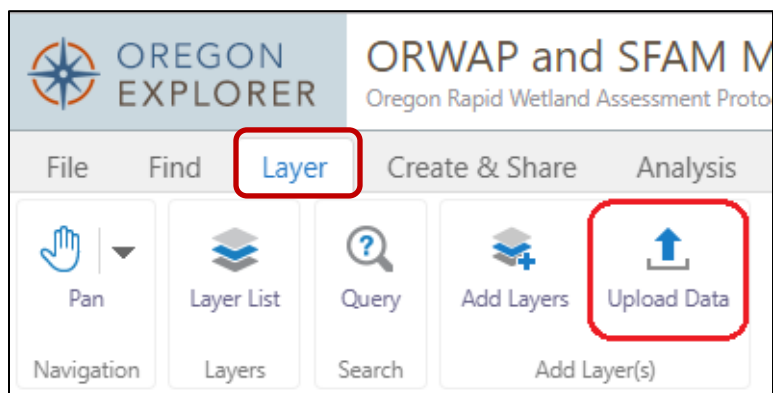 OREGON
EXPLORER
ORWAP and SFAM M
Oregon Rapid Wetland Assessment Proto
File Find Layer Create & Share Analysis
Pan Layer List Query Add Layers Upload Data
Navigation Layers Search Add Layer(s)